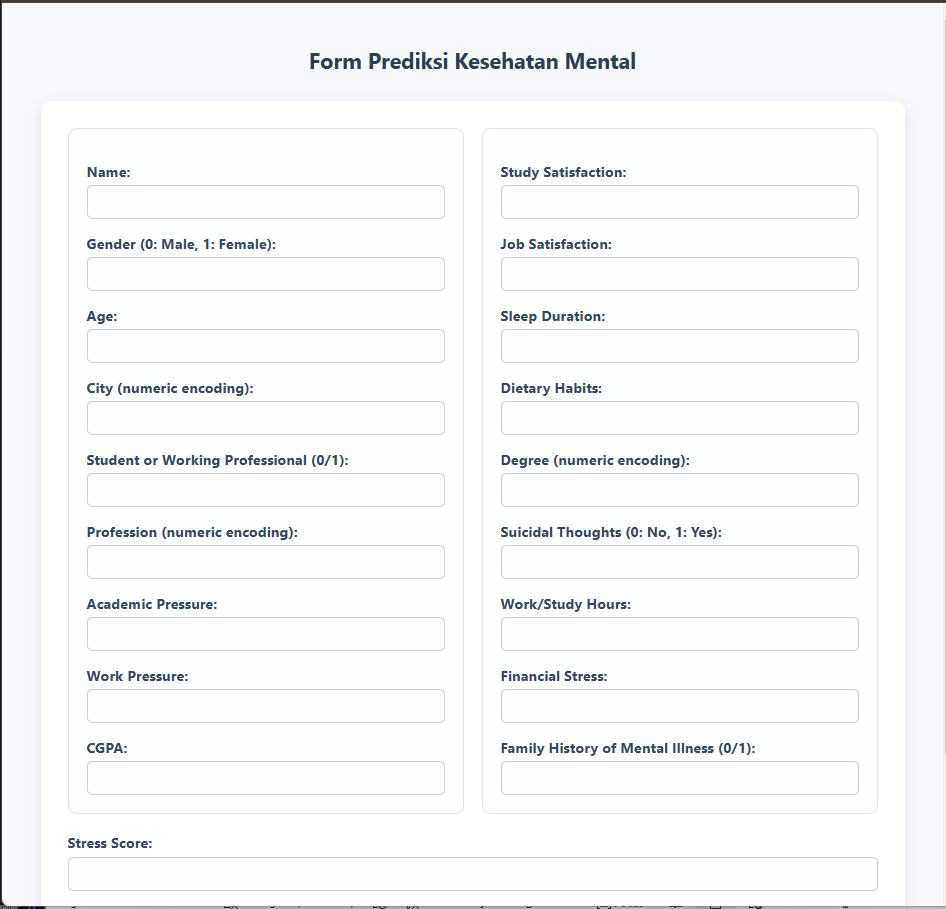 Form Prediksi Kesehatan Mental
Name:
Gender (0: Male, 1: Female):
Age:
City (numeric encoding):
Student or Working Professional (0/1):
Profession (numeric encoding):
Academic Pressure:
Work Pressure:
CGPA:
Study Satisfaction:
Job Satisfaction:
Sleep Duration:
Dietary Habits:
Degree (numeric encoding):
Suicidal Thoughts (0: No, 1: Yes):
Work/Study Hours:
Financial Stress:
Family History of Mental Illness (0/1):
Stress Score: